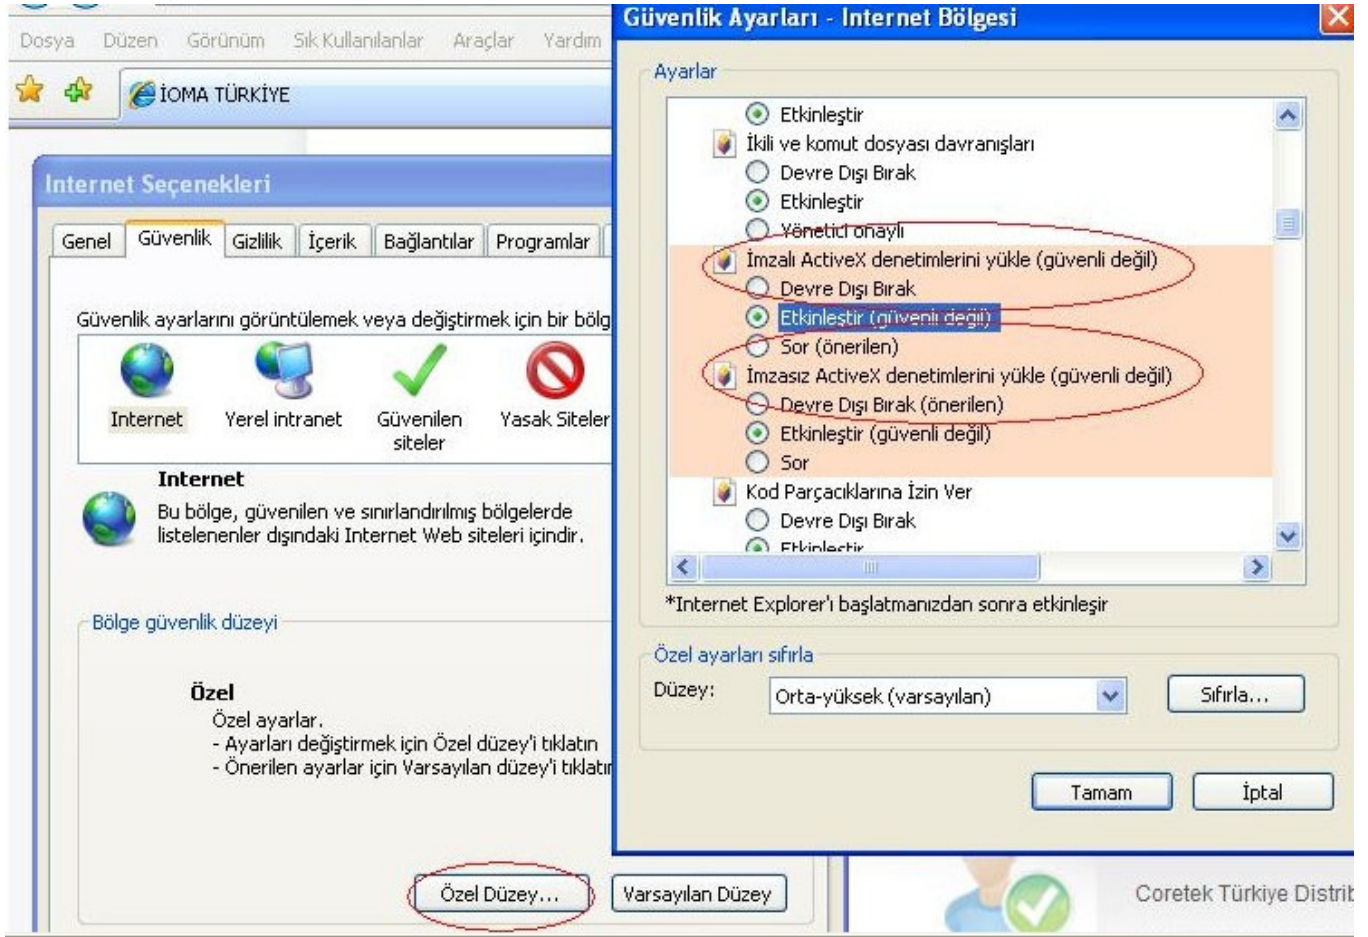 Dosya Düzen Görünüm Sık Kullanılanlar Araçlar Yardım
İOMA TÜRKİYE
Internet Seçenekleri
Genel Güvenlik Gizlilik İçerik Bağlantılar Programlar
Güvenlik ayarlarını görüntülemek veya değiştirmek için bir bölg
Internet Yerel intranet Güvenilen siteler Yasak Siteler
Internet
Bu bölge, güvenilen ve sınırlandırılmış bölgelerde
listelenenler dışındaki Internet Web siteleri içindir.
Bölge güvenlik düzeyi
Özel
Özel ayarlar.
- Ayarları değiştirmek için Özel düzey'i tıklatın
- Önerilen ayarlar için Varsayılan düzey'i tıklatın
Özel Düzey... Varsayılan Düzey
Güvenlik Ayarları - Internet Bölgesi
Ayarlar
Etkinleştir
İkili ve komut dosyası davranışları
Devre Dışı Bırak
Etkinleştir
Yönetici onaylı
İmzalı ActiveX denetimlerini yükle (güvenli değil)
Devre Dışı Bırak
Etkinleştir (güvenli değil)
Sor (önerilen)
İmzasız ActiveX denetimlerini yükle (güvenli değil)
Devre Dışı Bırak (önerilen)
Etkinleştir (güvenli değil)
Sor
Kod Parçacıklarına İzin Ver
Devre Dışı Bırak
Etkinleştir
*Internet Explorer'ı başlatmanızdan sonra etkinleşir
Özel ayarları sıfırla
Düzey: Orta-yüksek (varsayılan) Sıfırla...
Tamam İptal
Coretek Türkiye Distrib